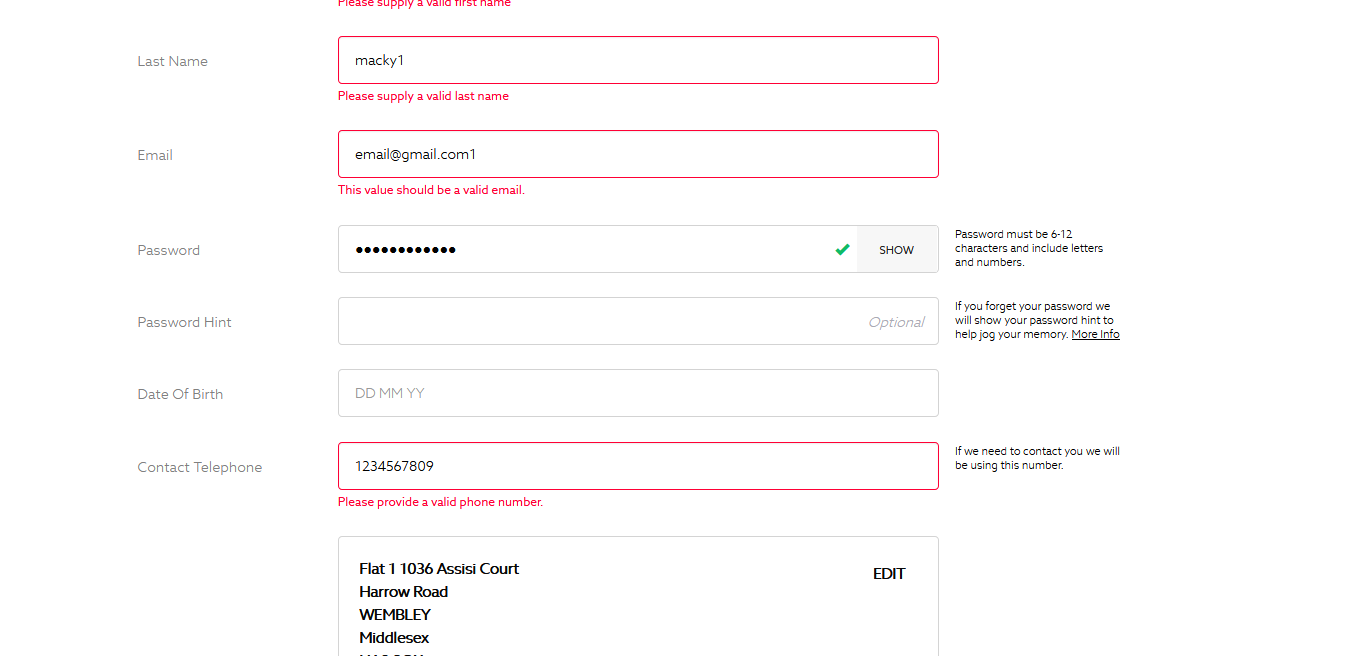 Please supply a valid first name
Last Name
macky1
Please supply a valid last name
Email
email@gmail.com1
This value should be a valid email.
Password
SHOW
Password must be 6-12
characters and include letters
and numbers.
Password Hint
Optional
If you forget your password we
will show your password hint to
help jog your memory. More Info
Date Of Birth
DD MM YY
Contact Telephone
1234567809
If we need to contact you we will
be using this number.
Please provide a valid phone number.
Flat 1 1036 Assisi Court
EDIT
Harrow Road
WEMBLEY
Middlesex